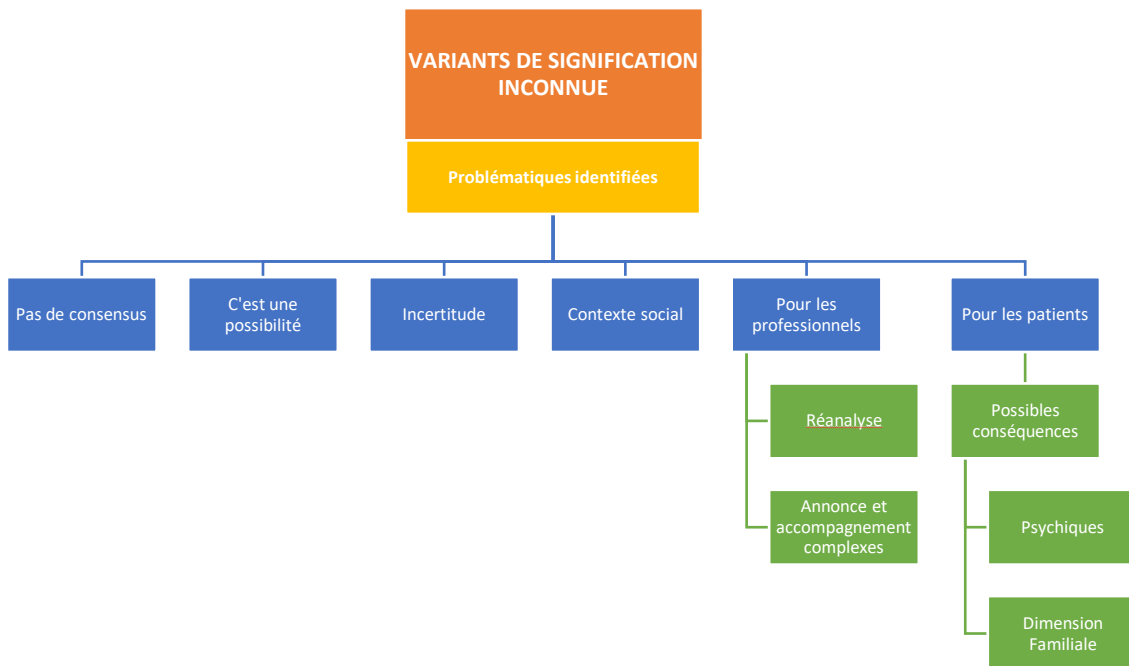 VARIANTS DE SIGNIFICATION
INCONNUE
Problématiques identifiées
Pas de consensus
C'est une
possibilité
Incertitude
Contexte social
Pour les
professionnels
Pour les patients
Réanalyse
Annonce et
accompagnement
complexes
Possibles
conséquences
Psychiques
Dimension
Familiale